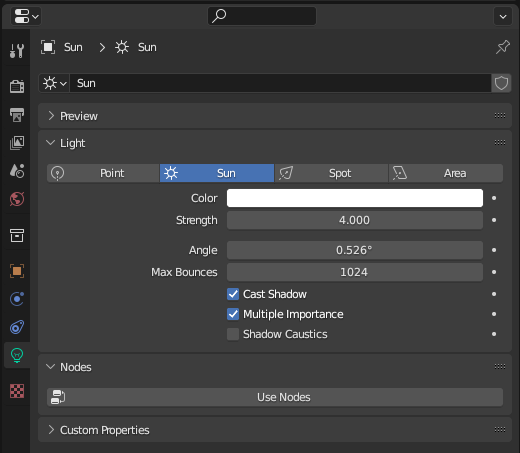 Sun Sun
Sun
Preview
Light
Point Sun Spot Area
Color
Strength 4.000
Angle 0.526°
Max Bounces 1024
Cast Shadow
Multiple Importance
Shadow Caustics
Nodes
Use Nodes
Custom Properties